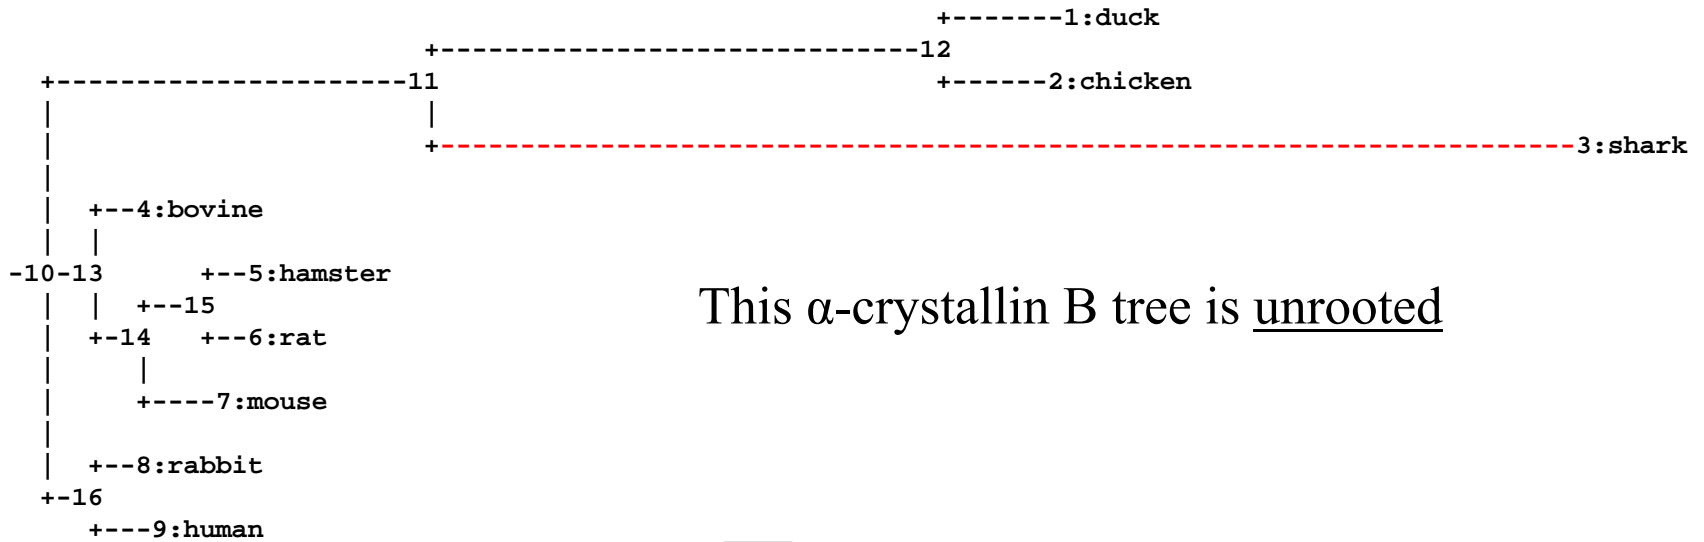 +-------1:duck
+------------------------------12
+----------------------11 +------2:chicken
| |
| +-----------------------------------------------------------------------3:shark
|
| +--4:bovine
| |
-10-13 +--5:hamster
| | +--15 This α-crystallin B tree is unrooted
| +-14 +--6:rat
| |
| +----7:mouse
|
| +--8:rabbit
+-16
+---9:human